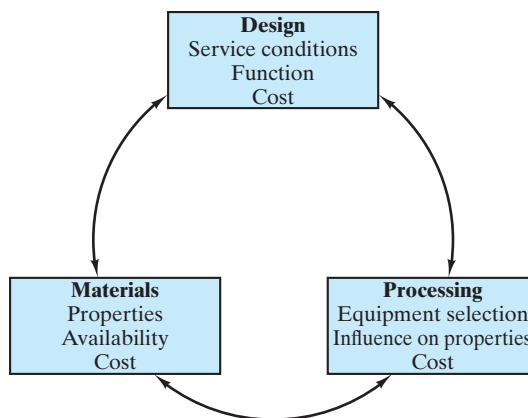 Design
Service conditions
Function
Cost
Materials
Properties
Availability
Cost
Processing
Equipment selection
Influence on properties
Cost